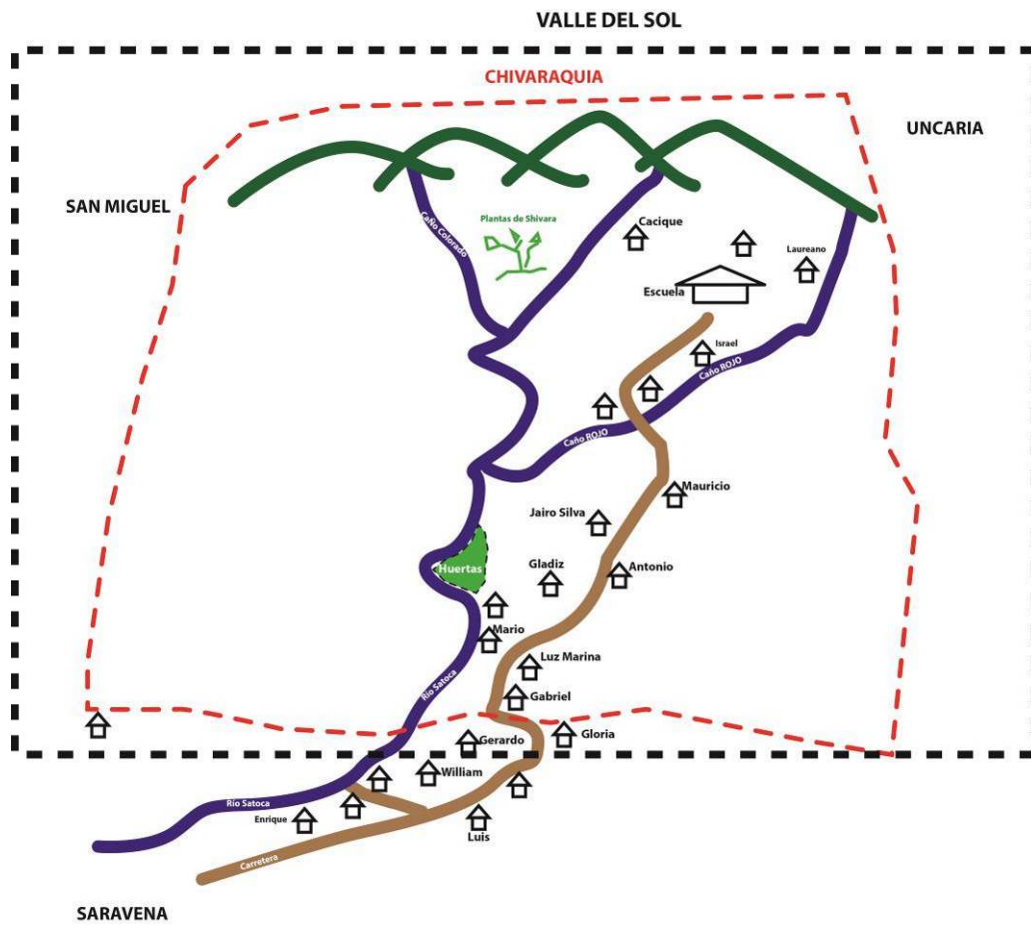 VALLE DEL SOL
CHIVARAQUIA
UNCARIA
SAN MIGUEL
Caño Colorado
Plantas de Shivara
Cacique
Laureano
Escuela
Israel
Caño ROJO
Caño ROJO
Mauricio
Jairo Silva
Gladiz
Antonio
Huertas
Mario
Luz Marina
Río Satoca
Gabriel
Gerardo
Gloria
William
Río Satoca
Enrique
Luis
Carretera
SARAVENA